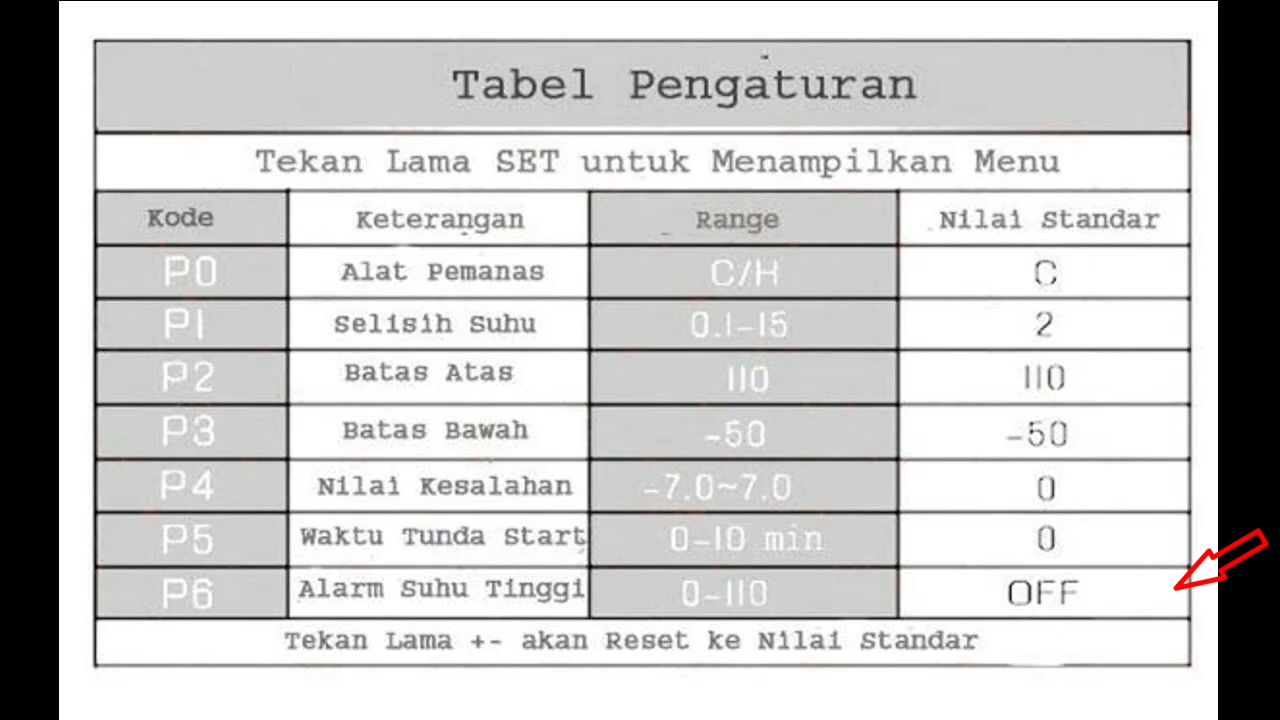 Tabel Pengaturan
Tekan Lama SET untuk Menampilkan Menu
Kode Keterangan Range Nilai Standar
P0 Alat Pemanas C/H C
P1 Selisih Suhu 0.1-15 2
P2 Batas Atas 110 110
P3 Batas Bawah -50 -50
P4 Nilai Kesalahan -7.0~7.0 0
P5 Waktu Tunda Start 0-10 min 0
P6 Alarm Suhu Tinggi 0-110 OFF
Tekan Lama +- akan Reset ke Nilai Standar